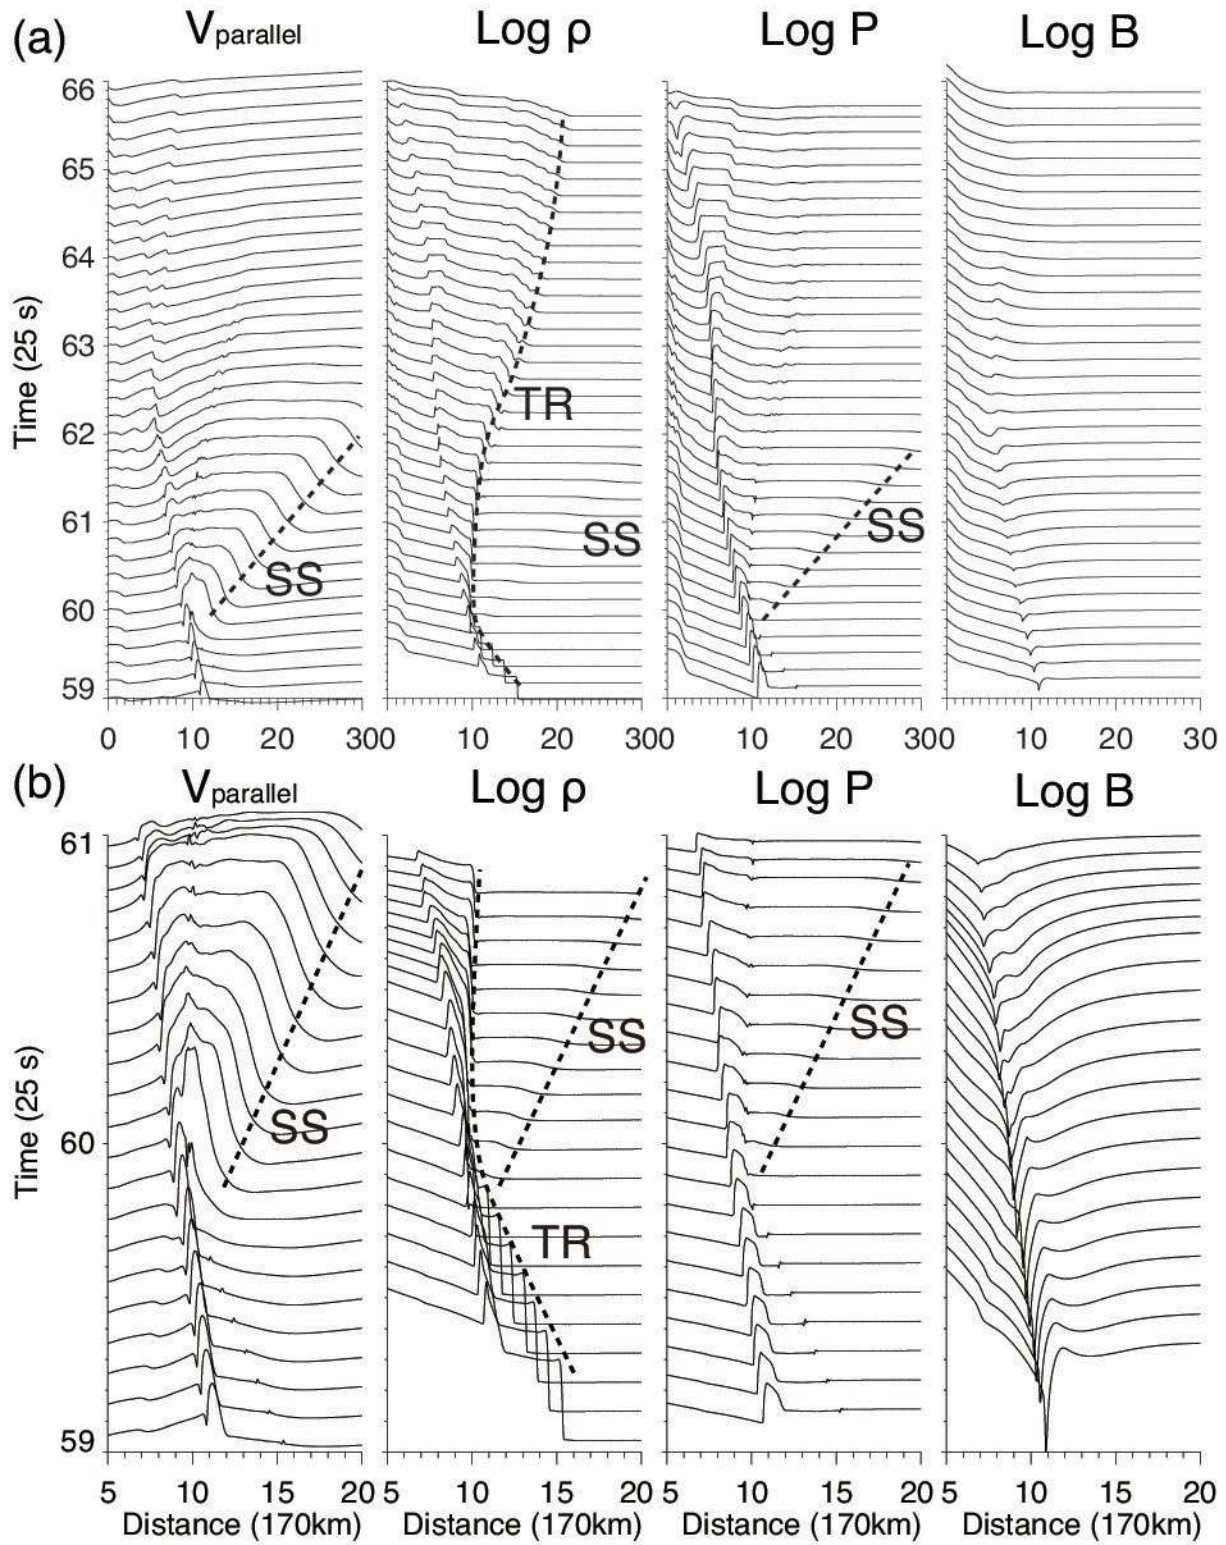 (a) Vparallel Log ρ Log P Log B
66
65
64
Time (25 s)
63
TR
62
61
SS SS
SS
60
59
0 10 20 300 10 20 300 10 20 300 10 20 30
(b) Vparallel Log ρ Log P Log B
61
Time (25 s)
SS SS
SS
60
TR
59
5 10 15 20 5 10 15 20 5 10 15 20 5 10 15 20
Distance (170km) Distance (170km) Distance (170km) Distance (170km)